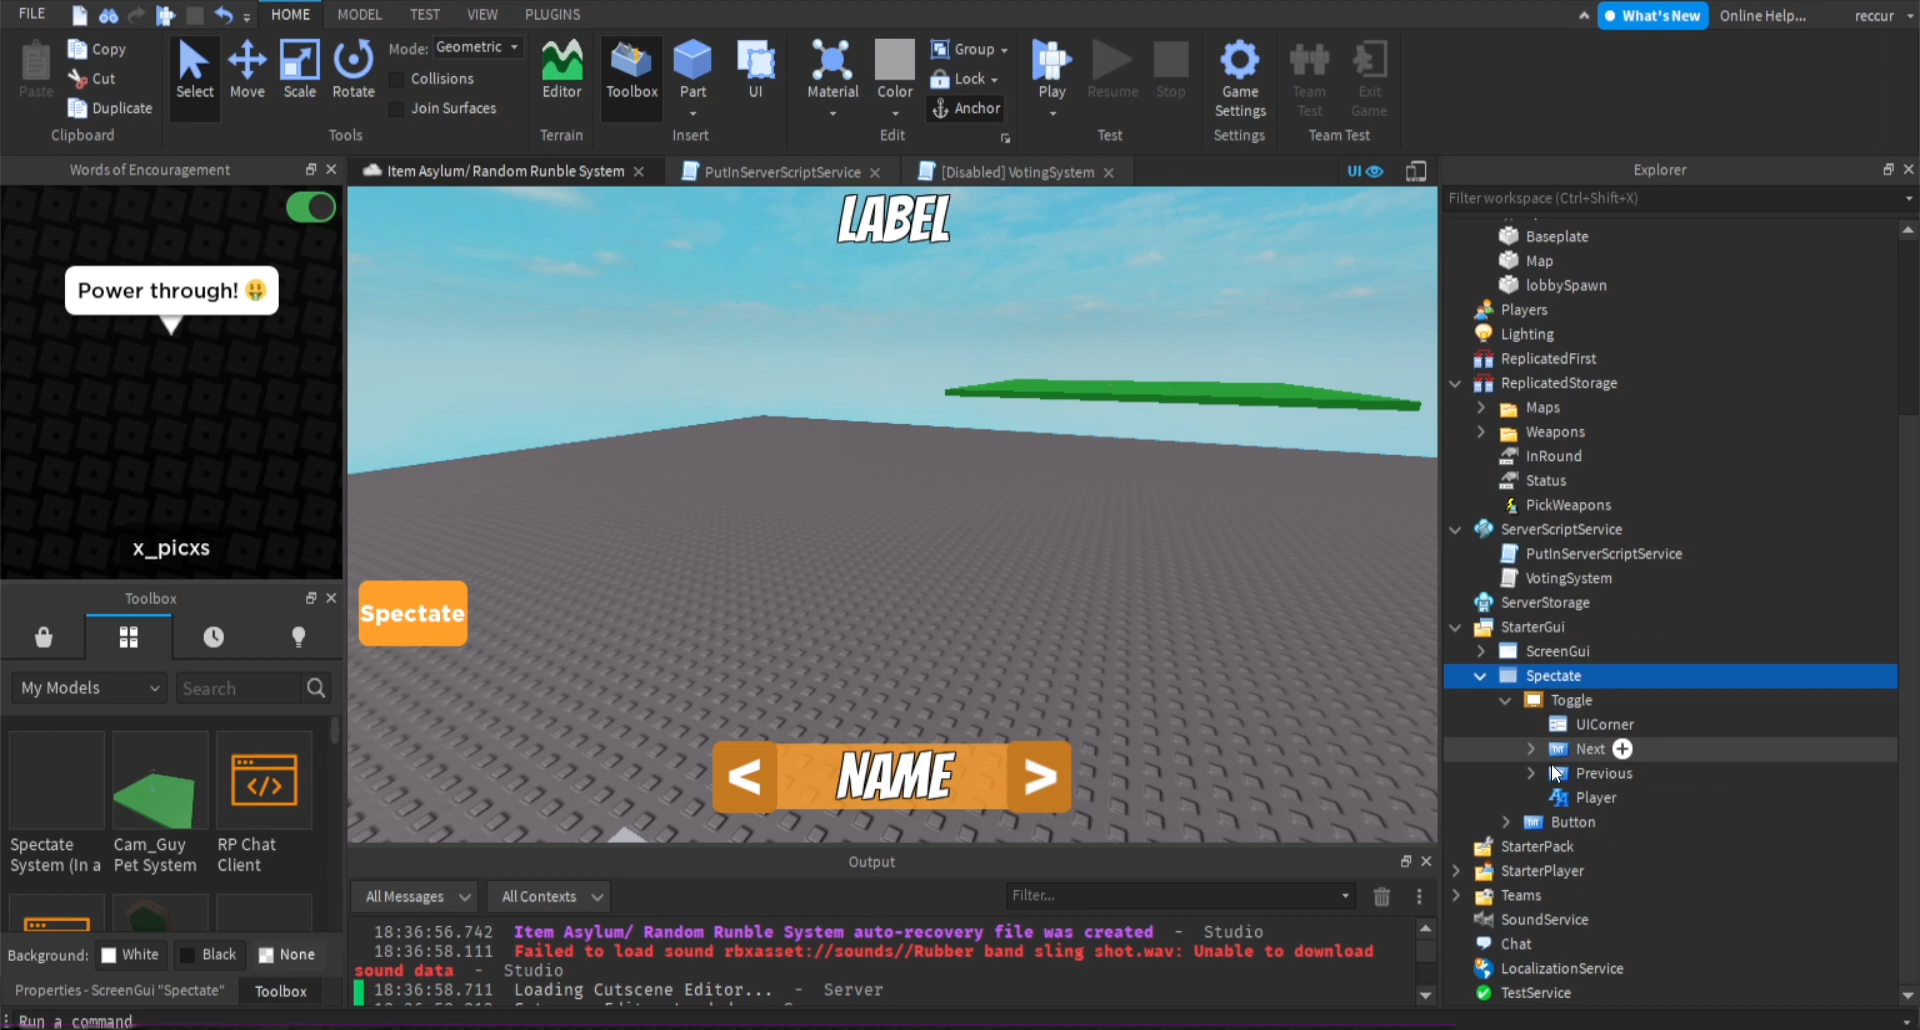 FILE
HOME
MODEL
TEST
VIEW
PLUGINS
What's New
Online Help...
reccur
Paste
Copy
Cut
Duplicate
Clipboard
Select
Move
Scale
Rotate
Mode: Geometric
Collisions
Join Surfaces
Tools
Editor
Terrain
Toolbox
Part
UI
Insert
Material
Color
Group
Lock
Anchor
Edit
Play
Resume
Stop
Test
Game
Settings
Settings
Team
Test
Exit
Game
Team Test
Words of Encouragement
Power through! 🤑
x_picxs
Toolbox
My Models
Search
Spectate
System (In a
Cam_Guy
Pet System
RP Chat
Client
Background: White Black None
Properties - ScreenGui "Spectate"
Toolbox
Run a command
Item Asylum/ Random Runble System
PutInServerScriptService
[Disabled] VotingSystem
UI
LABEL
Spectate
< NAME >
Output
All Messages
All Contexts
Filter...
18:36:56.742 Item Asylum/ Random Runble System auto-recovery file was created - Studio
18:36:58.111 Failed to load sound rbxasset://sounds//Rubber band sling shot.wav: Unable to download
sound data - Studio
18:36:58.711 Loading Cutscene Editor... - Server
Explorer
Filter workspace (Ctrl+Shift+X)
Baseplate
Map
lobbySpawn
Players
Lighting
ReplicatedFirst
ReplicatedStorage
Maps
Weapons
InRound
Status
PickWeapons
ServerScriptService
PutInServerScriptService
VotingSystem
ServerStorage
StarterGui
ScreenGui
Spectate
Toggle
UICorner
Next
Previous
Player
Button
StarterPack
StarterPlayer
Teams
SoundService
Chat
LocalizationService
TestService